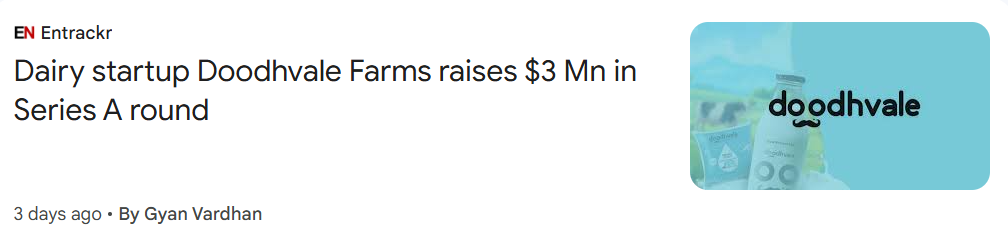 EN Entrackr
Dairy startup Doodhvale Farms raises $3 Mn in
Series A round
doodhvale
3 days ago • By Gyan Vardhan